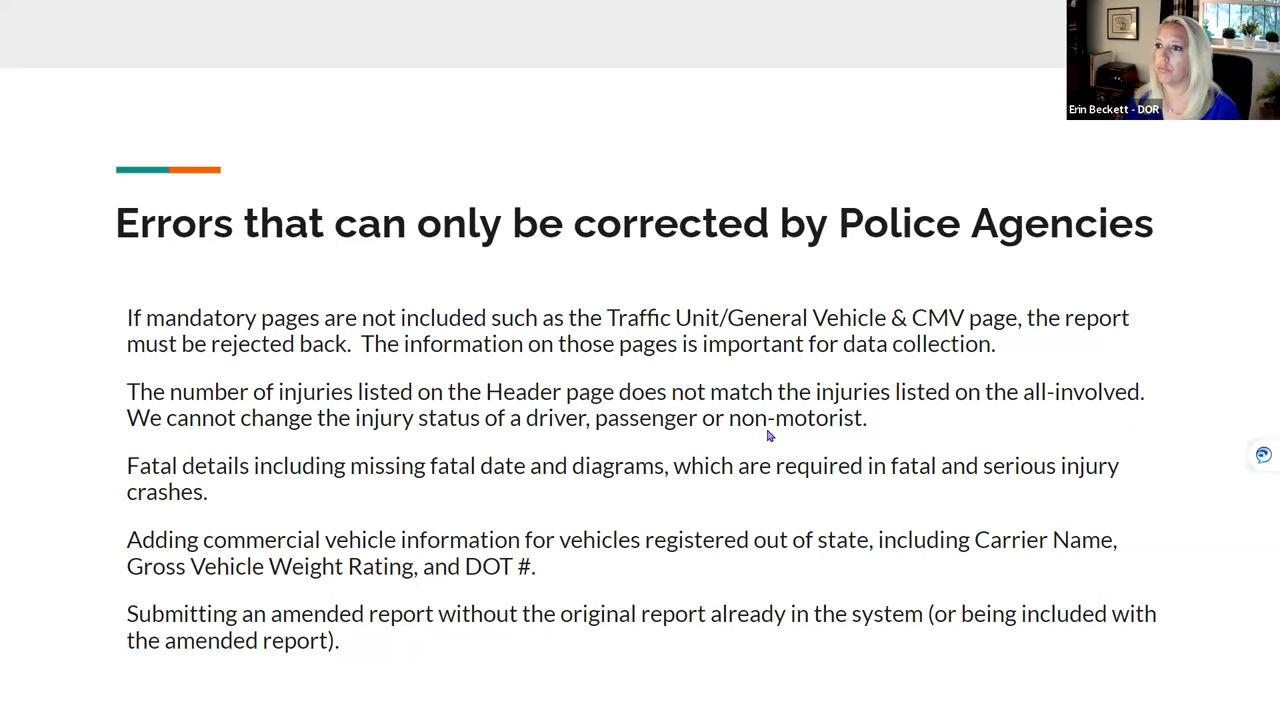 Erin Beckett - DOR
Errors that can only be corrected by Police Agencies
If mandatory pages are not included such as the Traffic Unit/General Vehicle & CMV page, the report
must be rejected back.  The information on those pages is important for data collection.
The number of injuries listed on the Header page does not match the injuries listed on the all-involved.
We cannot change the injury status of a driver, passenger or non-motorist.
Fatal details including missing fatal date and diagrams, which are required in fatal and serious injury
crashes.
Adding commercial vehicle information for vehicles registered out of state, including Carrier Name,
Gross Vehicle Weight Rating, and DOT #.
Submitting an amended report without the original report already in the system (or being included with
the amended report).